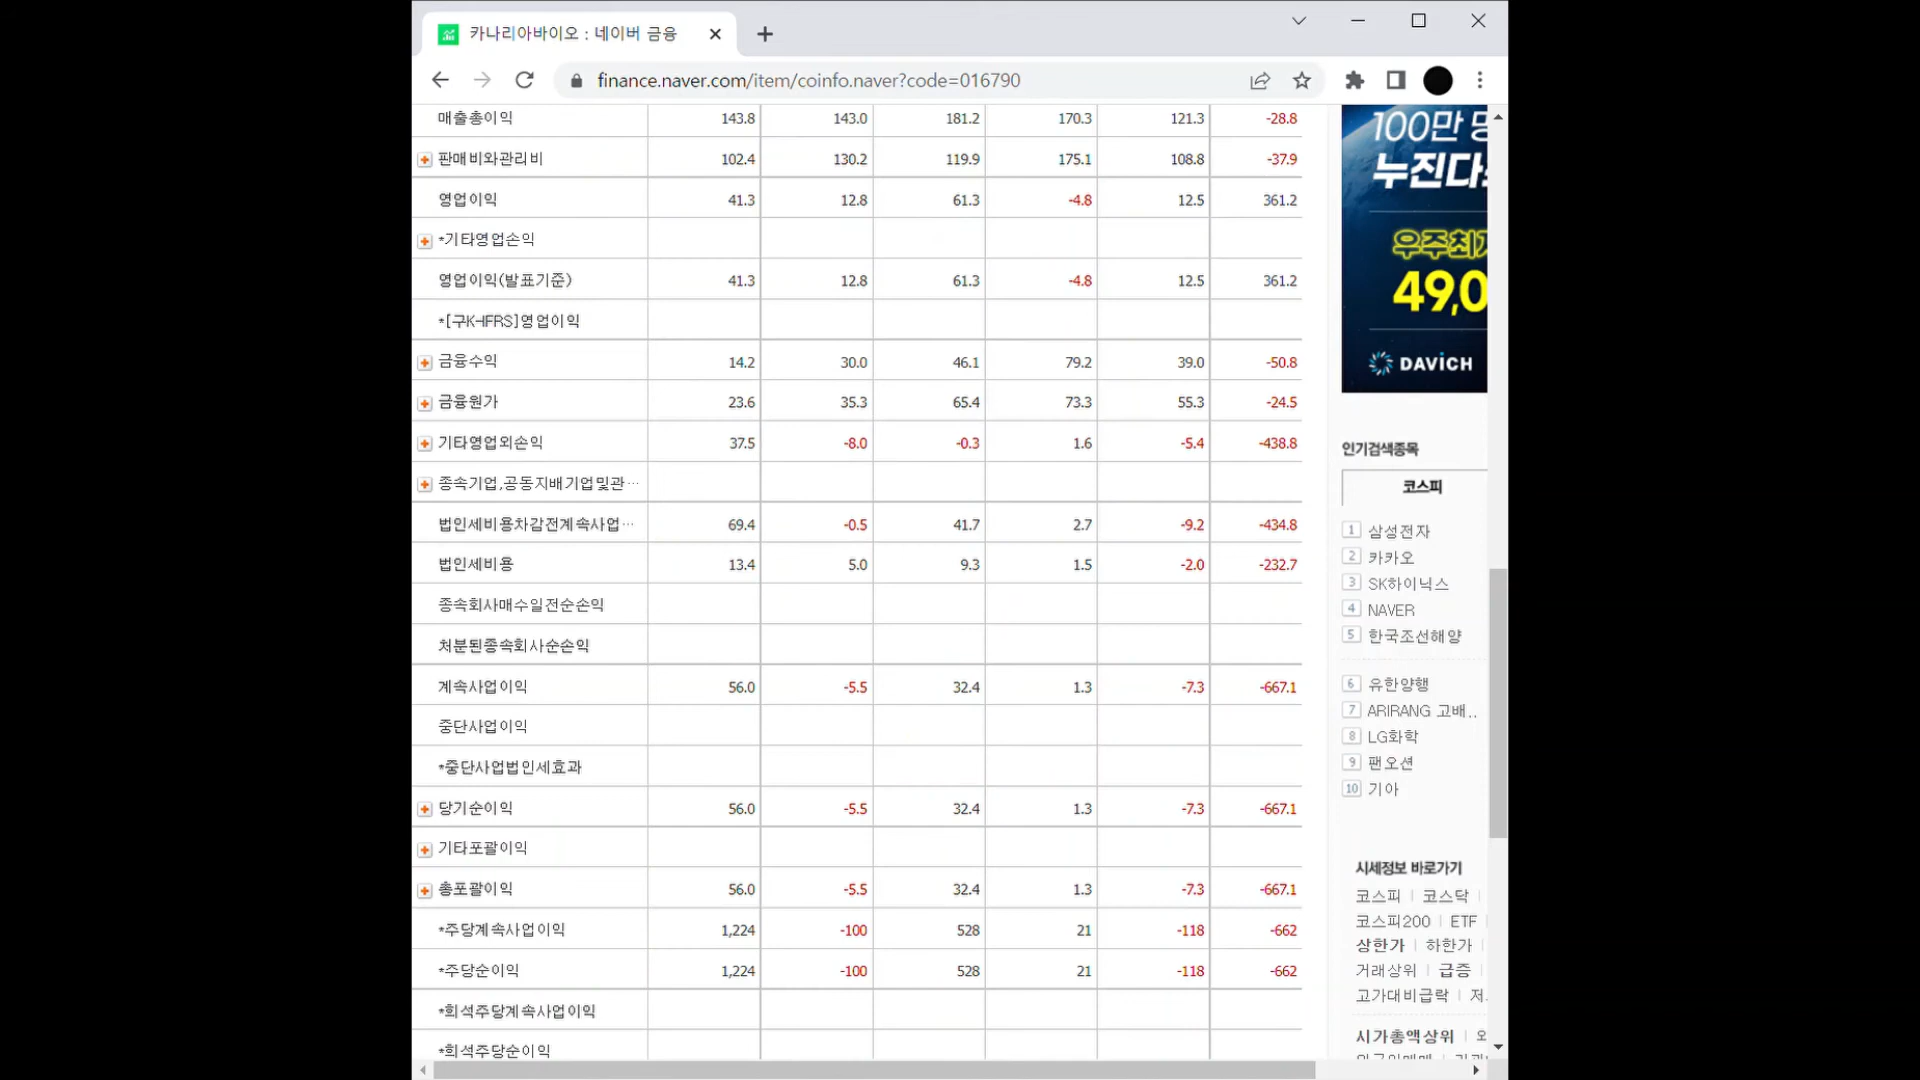 카나리아바이오 : 네이버 금융
finance.naver.com/item/coinfo.naver?code=016790
매출총이익 143.8 143.0 181.2 170.3 121.3 -28.8
판매비와관리비 102.4 130.2 119.9 175.1 108.8 -37.9
영업이익 41.3 12.8 61.3 -4.8 12.5 361.2
*기타영업손익
영업이익(발표기준) 41.3 12.8 61.3 -4.8 12.5 361.2
*[구K-IFRS]영업이익
금융수익 14.2 30.0 46.1 79.2 39.0 -50.8
금융원가 23.6 35.3 65.4 73.3 55.3 -24.5
기타영업외손익 37.5 -8.0 -0.3 1.6 -5.4 -438.8
종속기업,공동지배기업및관…
법인세비용차감전계속사업… 69.4 -0.5 41.7 2.7 -9.2 -434.8
법인세비용 13.4 5.0 9.3 1.5 -2.0 -232.7
종속회사매수일전순손익
처분된종속회사순손익
계속사업이익 56.0 -5.5 32.4 1.3 -7.3 -667.1
중단사업이익
*중단사업법인세효과
당기순이익 56.0 -5.5 32.4 1.3 -7.3 -667.1
기타포괄이익
총포괄이익 56.0 -5.5 32.4 1.3 -7.3 -667.1
*주당계속사업이익 1,224 -100 528 21 -118 -662
*주당순이익 1,224 -100 528 21 -118 -662
*희석주당계속사업이익
*희석주당순이익
100만
누진다
우주최
49,0
DAVICH
인기검색종목
코스피
1 삼성전자
2 카카오
3 SK하이닉스
4 NAVER
5 한국조선해양
6 유한양행
7 ARIRANG 고배..
8 LG화학
9 팬오션
10 기아
시세정보 바로가기
코스피 | 코스닥 |
코스피200 | ETF
상한가 | 하한가 |
거래상위 | 급증 |
고가대비급락 | 저
시가총액상위 |